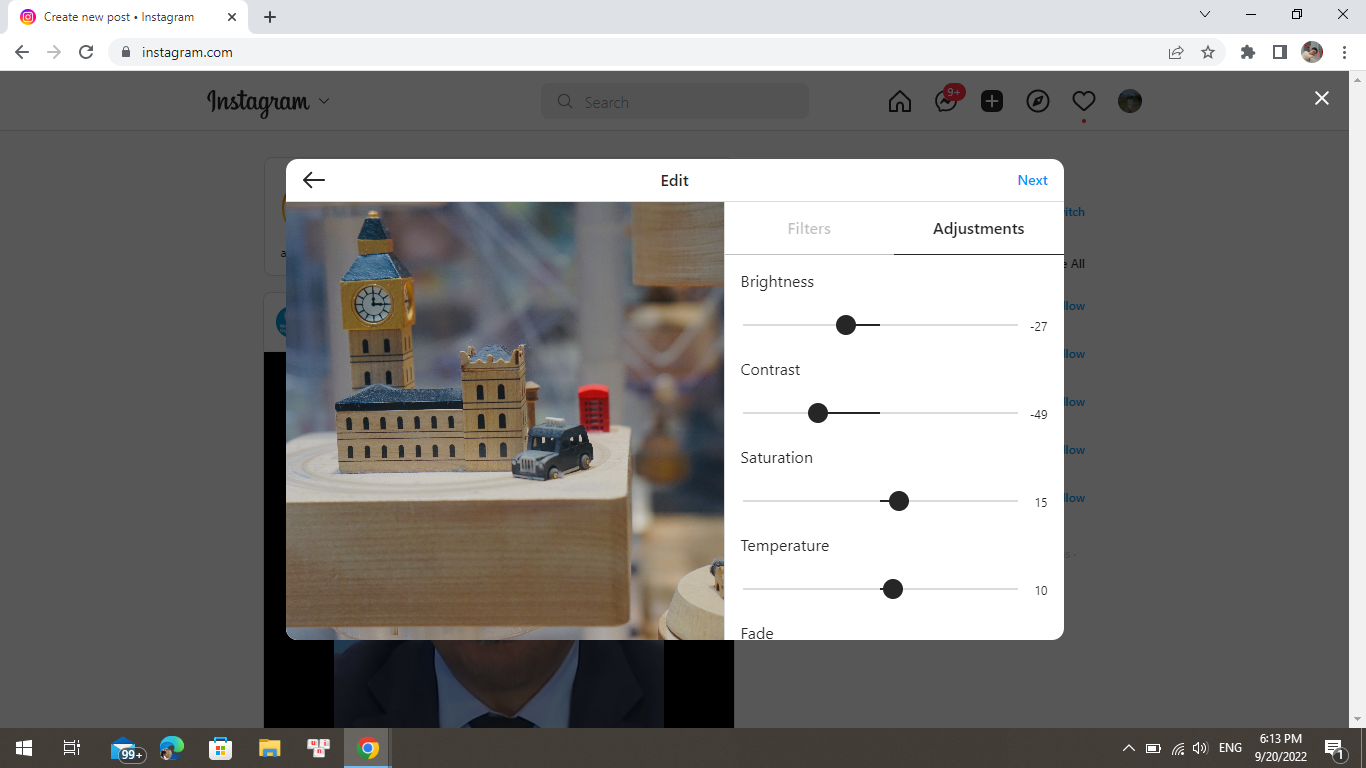 Create new post • Instagram
instagram.com
Instagram
Search
9+
Edit
Next
Filters
Adjustments
Brightness
-27
Contrast
-49
Saturation
15
Temperature
10
Fade
itch
All
a
llow
llow
llow
llow
llow
99+
ENG
6:13 PM
9/20/2022
1